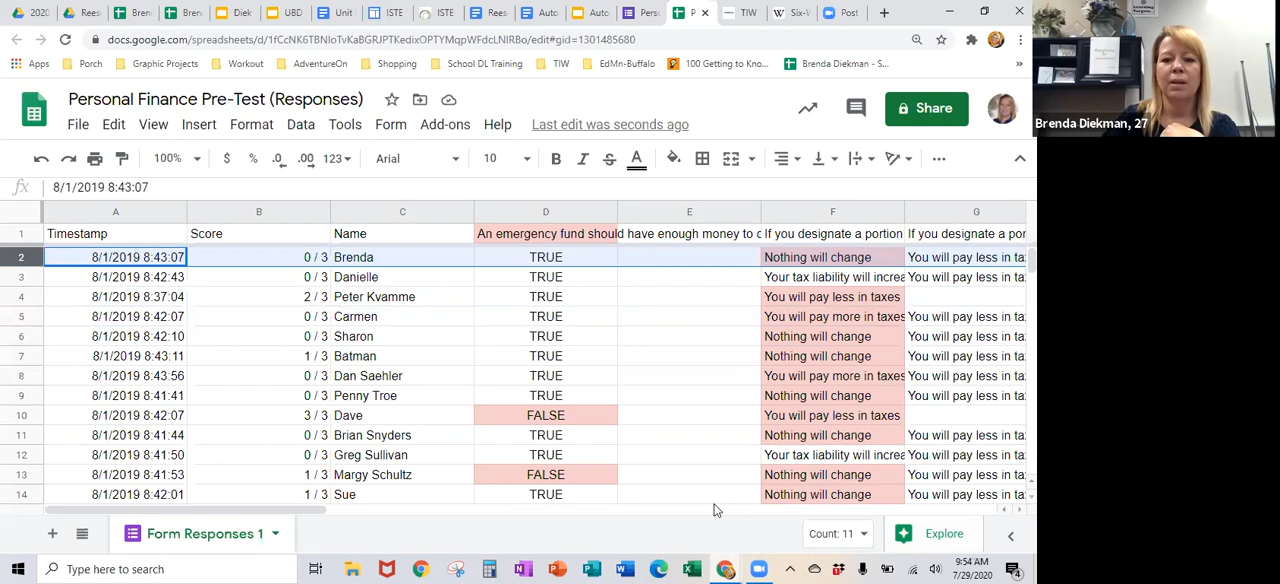 2020
Rees
Bren
Bren
Diek
UBD
Unit
ISTE
ISTE
Rees
Auto
Auto
Perso
P
TIW
Six-W
Post
docs.google.com/spreadsheets/d/
/edit#gid=1301485680
Apps
Porch
Graphic Projects
Workout
AdventureOn
Shopping
School DL Training
TIW
EdMn-Buffalo
100 Getting to Kno...
Brenda Diekman - S...
Personal Finance Pre-Test (Responses)
File Edit View Insert Format Data Tools Form Add-ons Help Last edit was seconds ago
Share
100% $ % .0 .00 123 Arial 10 B I S A
fx 8/1/2019 8:43:07
A B C D E F G
1 Timestamp Score Name An emergency fund should have enough money to c If you designate a portion If you designate a por
2 8/1/2019 8:43:07 0 / 3 Brenda TRUE Nothing will change You will pay less in ta
3 8/1/2019 8:42:43 0 / 3 Danielle TRUE Your tax liability will increa You will pay less in ta
4 8/1/2019 8:37:04 2 / 3 Peter Kvamme TRUE You will pay less in taxes
5 8/1/2019 8:42:07 0 / 3 Carmen TRUE You will pay more in taxes You will pay less in ta
6 8/1/2019 8:42:10 0 / 3 Sharon TRUE Nothing will change You will pay less in ta
7 8/1/2019 8:43:11 1 / 3 Batman TRUE Nothing will change You will pay less in ta
8 8/1/2019 8:43:56 0 / 3 Dan Saehler TRUE You will pay more in taxes You will pay less in ta
9 8/1/2019 8:41:41 0 / 3 Penny Troe TRUE Nothing will change You will pay less in ta
10 8/1/2019 8:42:07 3 / 3 Dave FALSE You will pay less in taxes
11 8/1/2019 8:41:44 0 / 3 Brian Snyders TRUE Nothing will change You will pay less in ta
12 8/1/2019 8:41:50 0 / 3 Greg Sullivan TRUE Your tax liability will increa You will pay less in ta
13 8/1/2019 8:41:53 1 / 3 Margy Schultz FALSE Nothing will change You will pay less in ta
14 8/1/2019 8:42:01 1 / 3 Sue TRUE Nothing will change You will pay less in ta
Form Responses 1
Count: 11
Explore
Type here to search
9:54 AM
7/29/2020
4
Brenda Diekman, 27